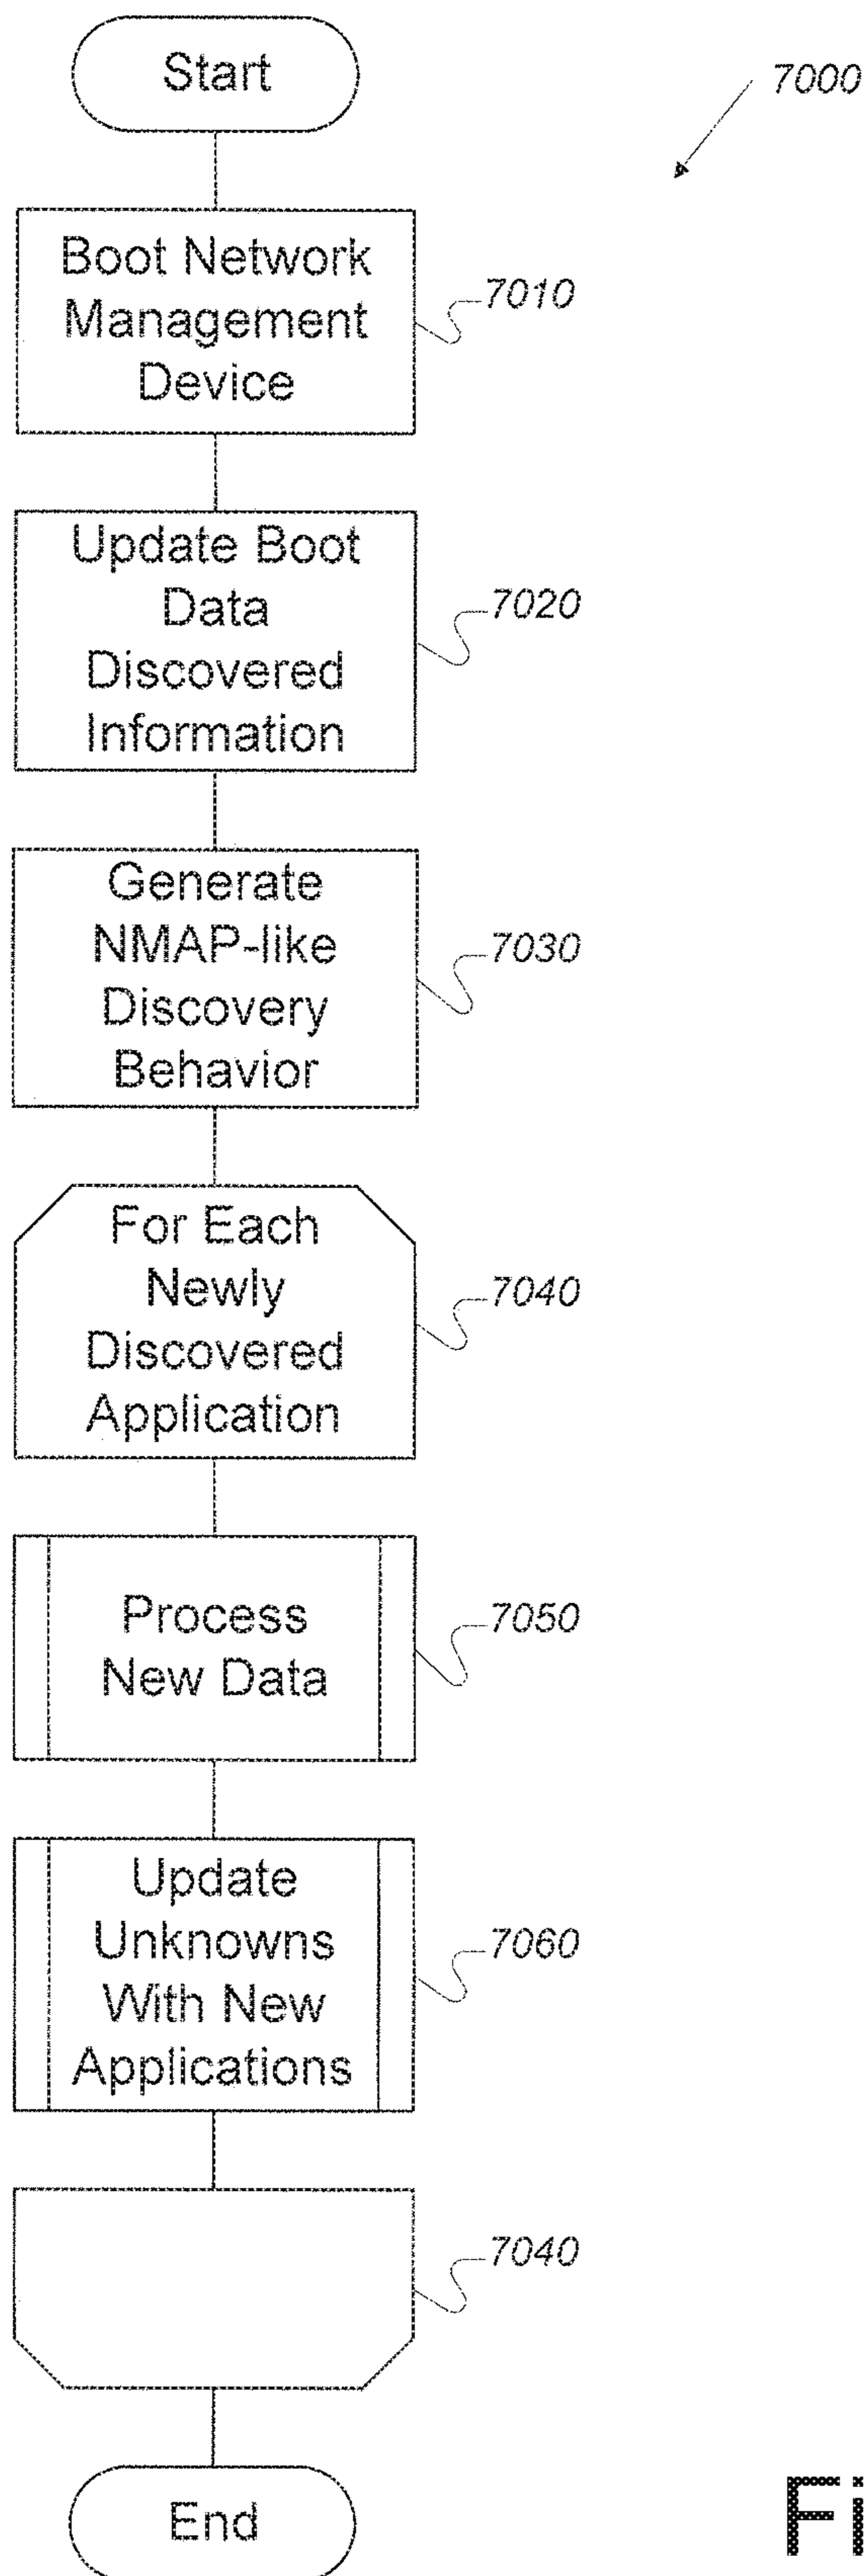 Start
7000
Boot Network
Management
Device
7010
Update Boot
Data
Discovered
Information
7020
Generate
NMAP-like
Discovery
Behavior
7030
For Each
Newly
Discovered
Application
7040
Process
New Data
7050
Update
Unknowns
With New
Applications
7060
7040
End
Fi